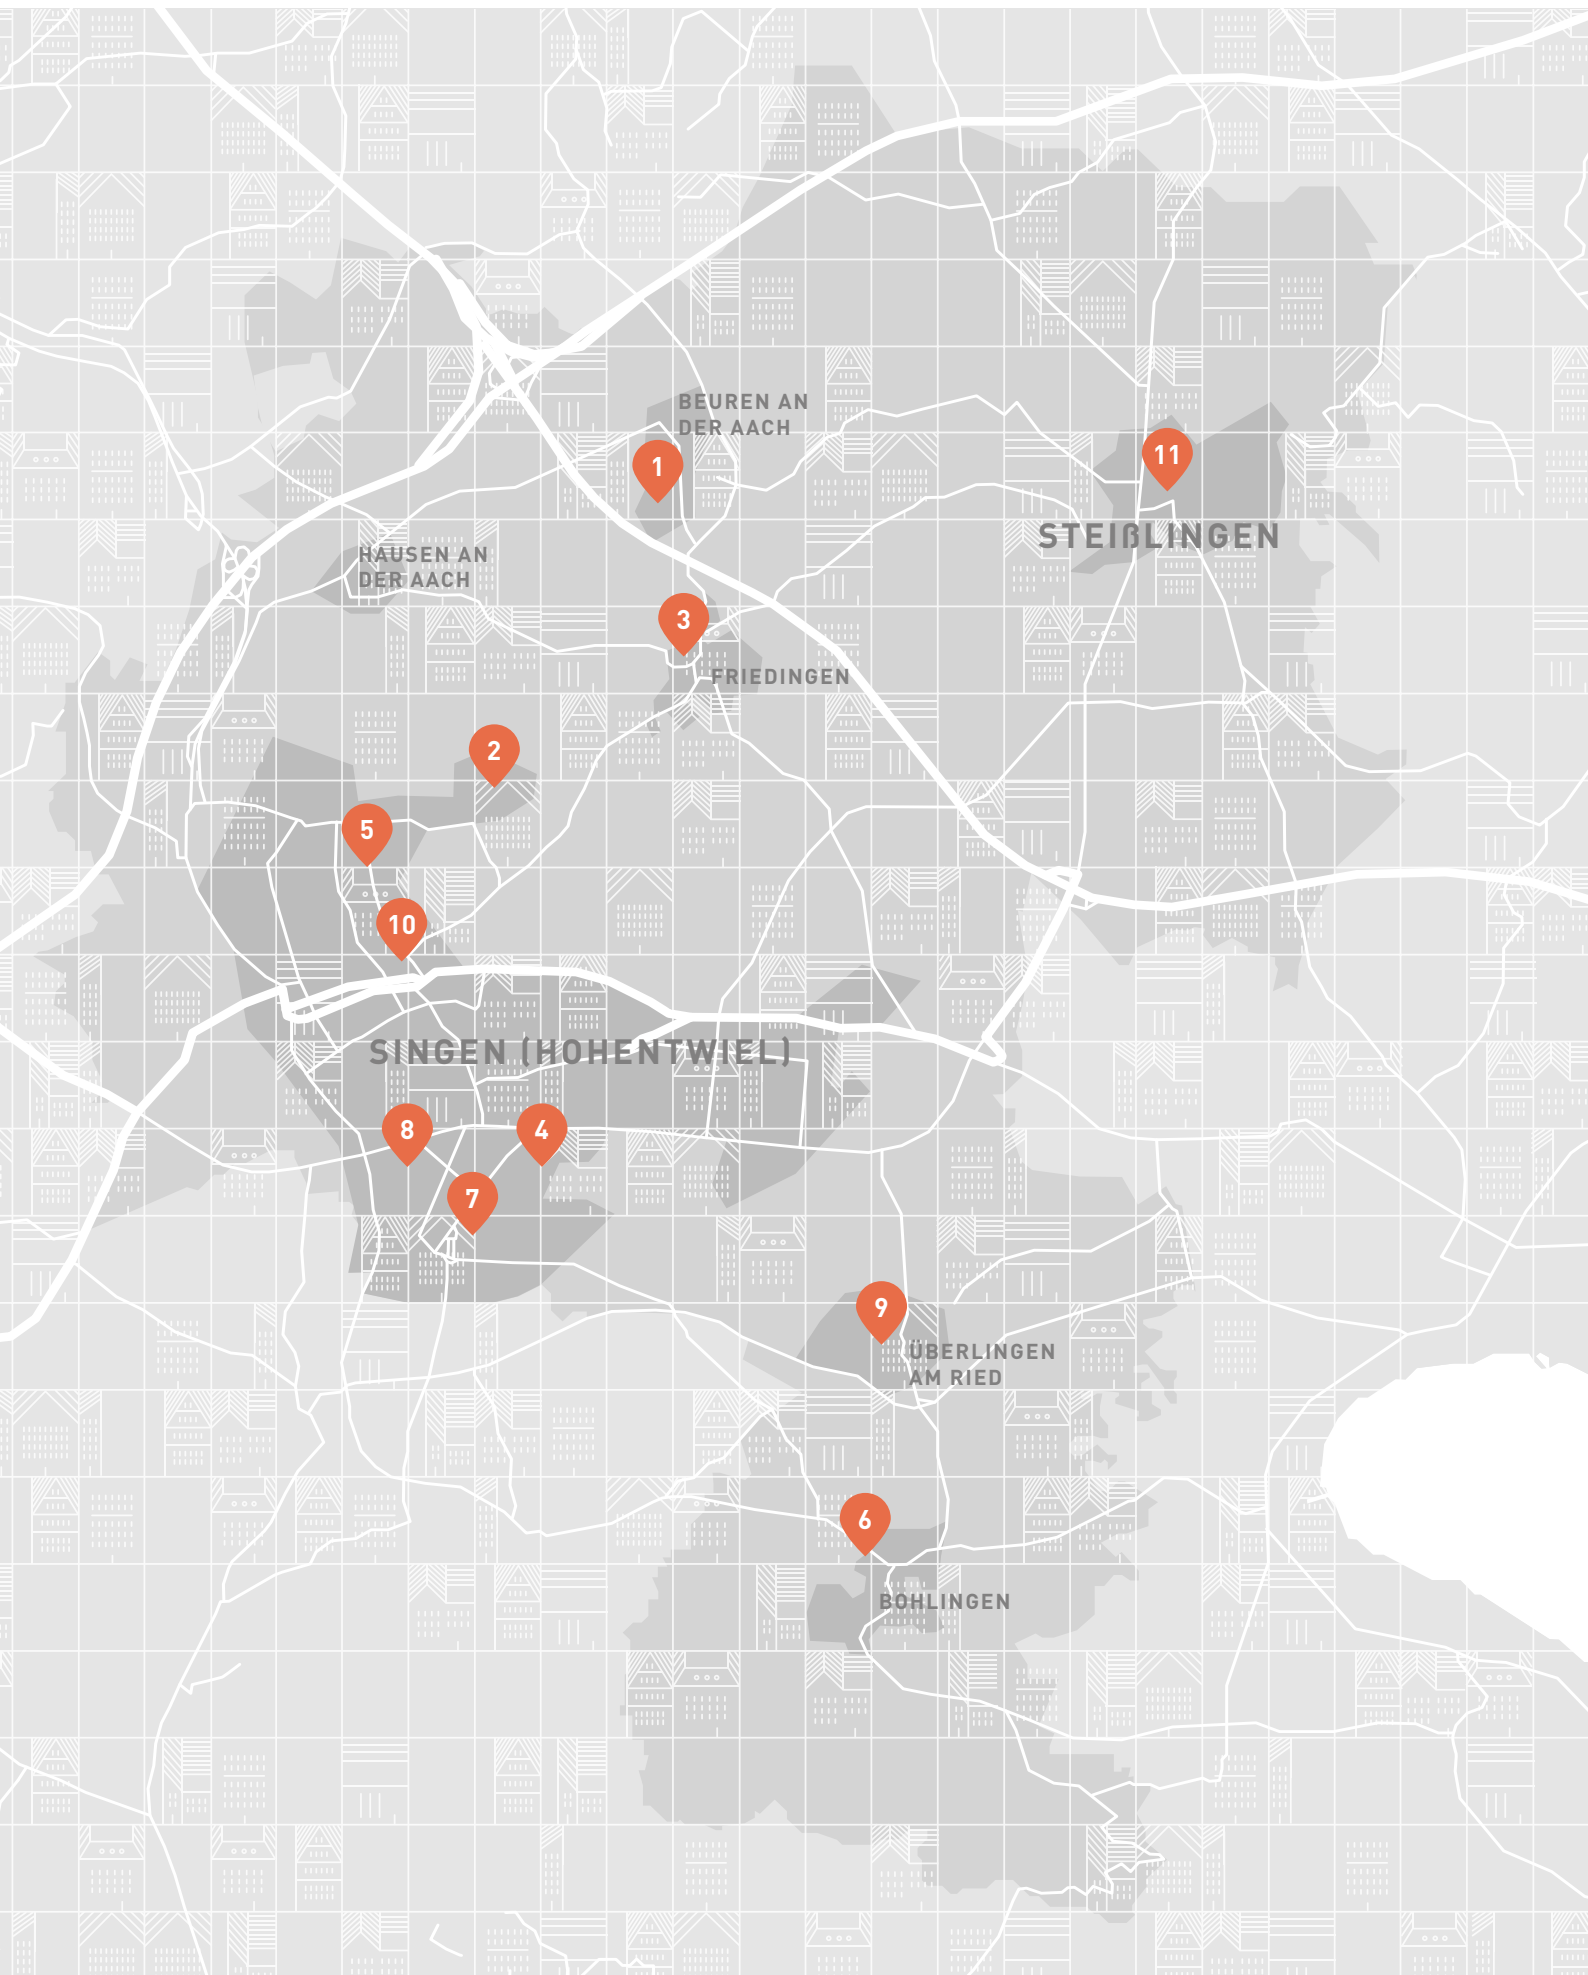 BEUREN AN
DER AACH
1
11
STEIßLINGEN
HAUSEN AN
DER AACH
3
FRIEDINGEN
2
5
10
SINGEN (HOHENTWIEL)
8
4
7
9
ÜBERLINGEN
AM RIED
6
BOHLINGEN